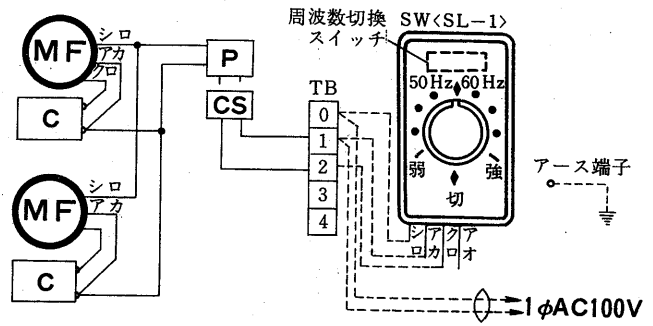 周波数切換
スイッチ
SW<SL-1>
50Hz 60Hz
弱
強
切
シロ
アカ
クロ
アオ
MF
シロ
アカ
クロ
C
P
CS
TB
0
1
2
3
4
MF
シロ
アカ
C
アース端子
1φAC100V